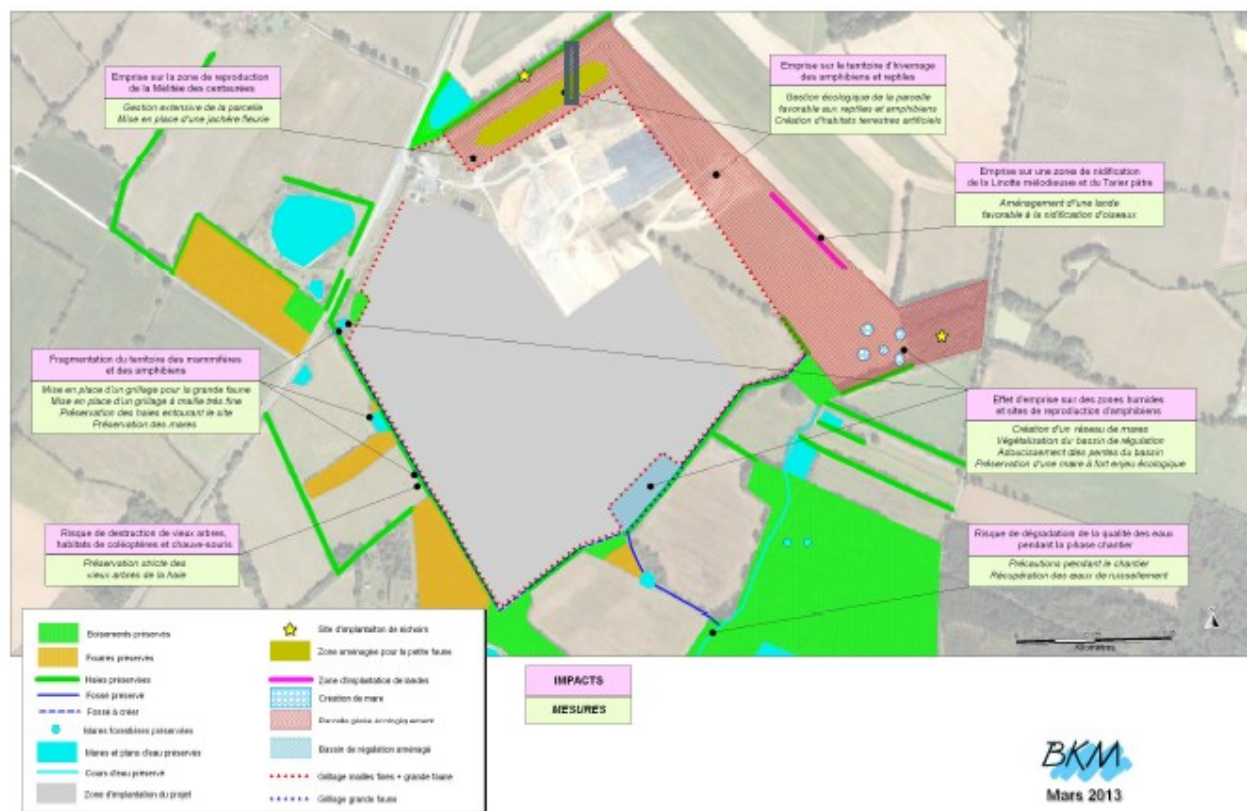 Emprise sur la zone de reproduction
de la Mélitée des centaurées
Gestion extensive de la parcelle
Mise en place d'une jachère fleurie
Emprise sur le territoire d'hivernage
des amphibiens et reptiles
Gestion écologique de la parcelle
favorable aux reptiles et amphibiens
Création d'habitats terrestres artificiels
Emprise sur une zone de nidification
de la Linotte mélodieuse et du Tarier pâtre
Aménagement d'une lande
favorable à la nidification d'oiseaux
Fragmentation du territoire des mammifères
et des amphibiens
Mise en place d'un grillage pour la grande faune
Mise en place d'un grillage à maille très fine
Préservation des haies entourant le site
Préservation des mares
Effet d'emprise sur des zones humides
et sites de reproduction d'amphibiens
Création d'un réseau de mares
Végétalisation du bassin de régulation
Adoucissement des pentes du bassin
Préservation d'une mare à fort enjeu écologique
Risque de destruction de vieux arbres,
habitats de coléoptères et chauve-souris
Préservation stricte des
vieux arbres de la haie
Risque de dégradation de la qualité des eaux
pendant la phase chantier
Précautions pendant le chantier
Récupération des eaux de ruissellement
Kilomètres
Boisements préservés
Haies préservées
Fossé préservé
Fossé à créer
Mares forestières préservées
Mares et plans d'eau préservés
Cours d'eau préservé
Zone d'implantation du projet
Site d'implantaiton de
Zone aménagée pour la petite faune
Zone d'implantation de landes
Création de mare
Parcelle gérée écologiquement
Bassin de régulation aménagé
Grillage mailles fines + grande faune
Grillage grande faune
IMPACTS
MESURES
BKM
Mars 2013